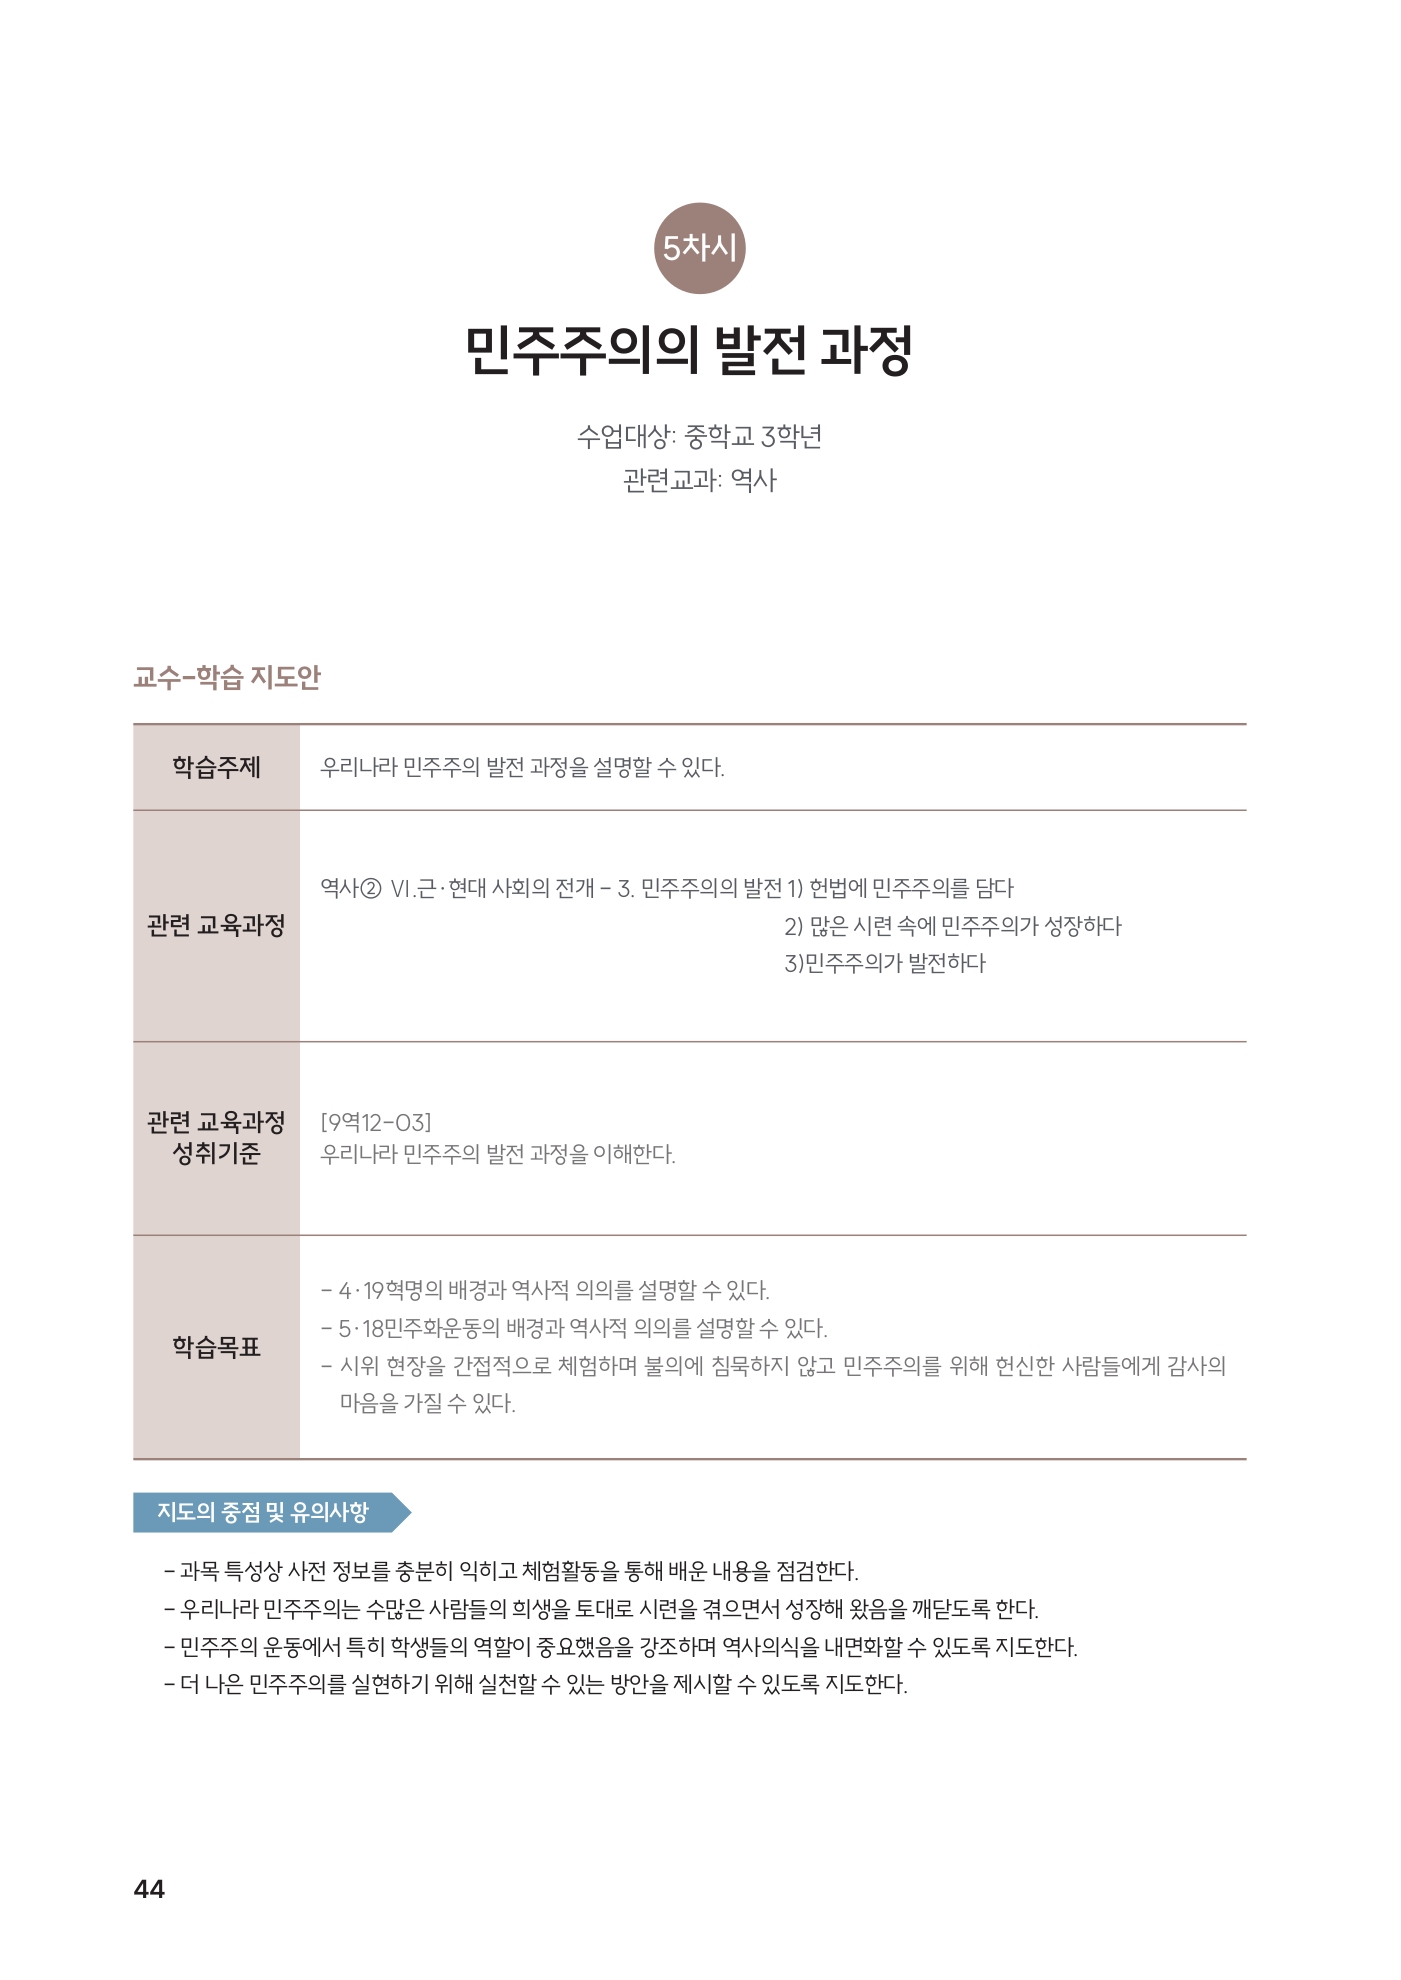 5차시
민주주의의 발전 과정
수업대상: 중학교 3학년
관련교과: 역사
교수-학습 지도안
학습주제
우리나라 민주주의 발전 과정을 설명할 수 있다.
관련 교육과정
역사② Ⅵ.근·현대 사회의 전개 - 3. 민주주의의 발전 1) 헌법에 민주주의를 담다
2) 많은 시련 속에 민주주의가 성장하다
3)민주주의가 발전하다
관련 교육과정
성취기준
[9역12-03]
우리나라 민주주의 발전 과정을 이해한다.
학습목표
- 4·19혁명의 배경과 역사적 의의를 설명할 수 있다.
- 5·18민주화운동의 배경과 역사적 의의를 설명할 수 있다.
- 시위 현장을 간접적으로 체험하며 불의에 침묵하지 않고 민주주의를 위해 헌신한 사람들에게 감사의
마음을 가질 수 있다.
지도의 중점 및 유의사항
- 과목 특성상 사전 정보를 충분히 익히고 체험활동을 통해 배운 내용을 점검한다.
- 우리나라 민주주의는 수많은 사람들의 희생을 토대로 시련을 겪으면서 성장해 왔음을 깨닫도록 한다.
- 민주주의 운동에서 특히 학생들의 역할이 중요했음을 강조하며 역사의식을 내면화할 수 있도록 지도한다.
- 더 나은 민주주의를 실현하기 위해 실천할 수 있는 방안을 제시할 수 있도록 지도한다.
44